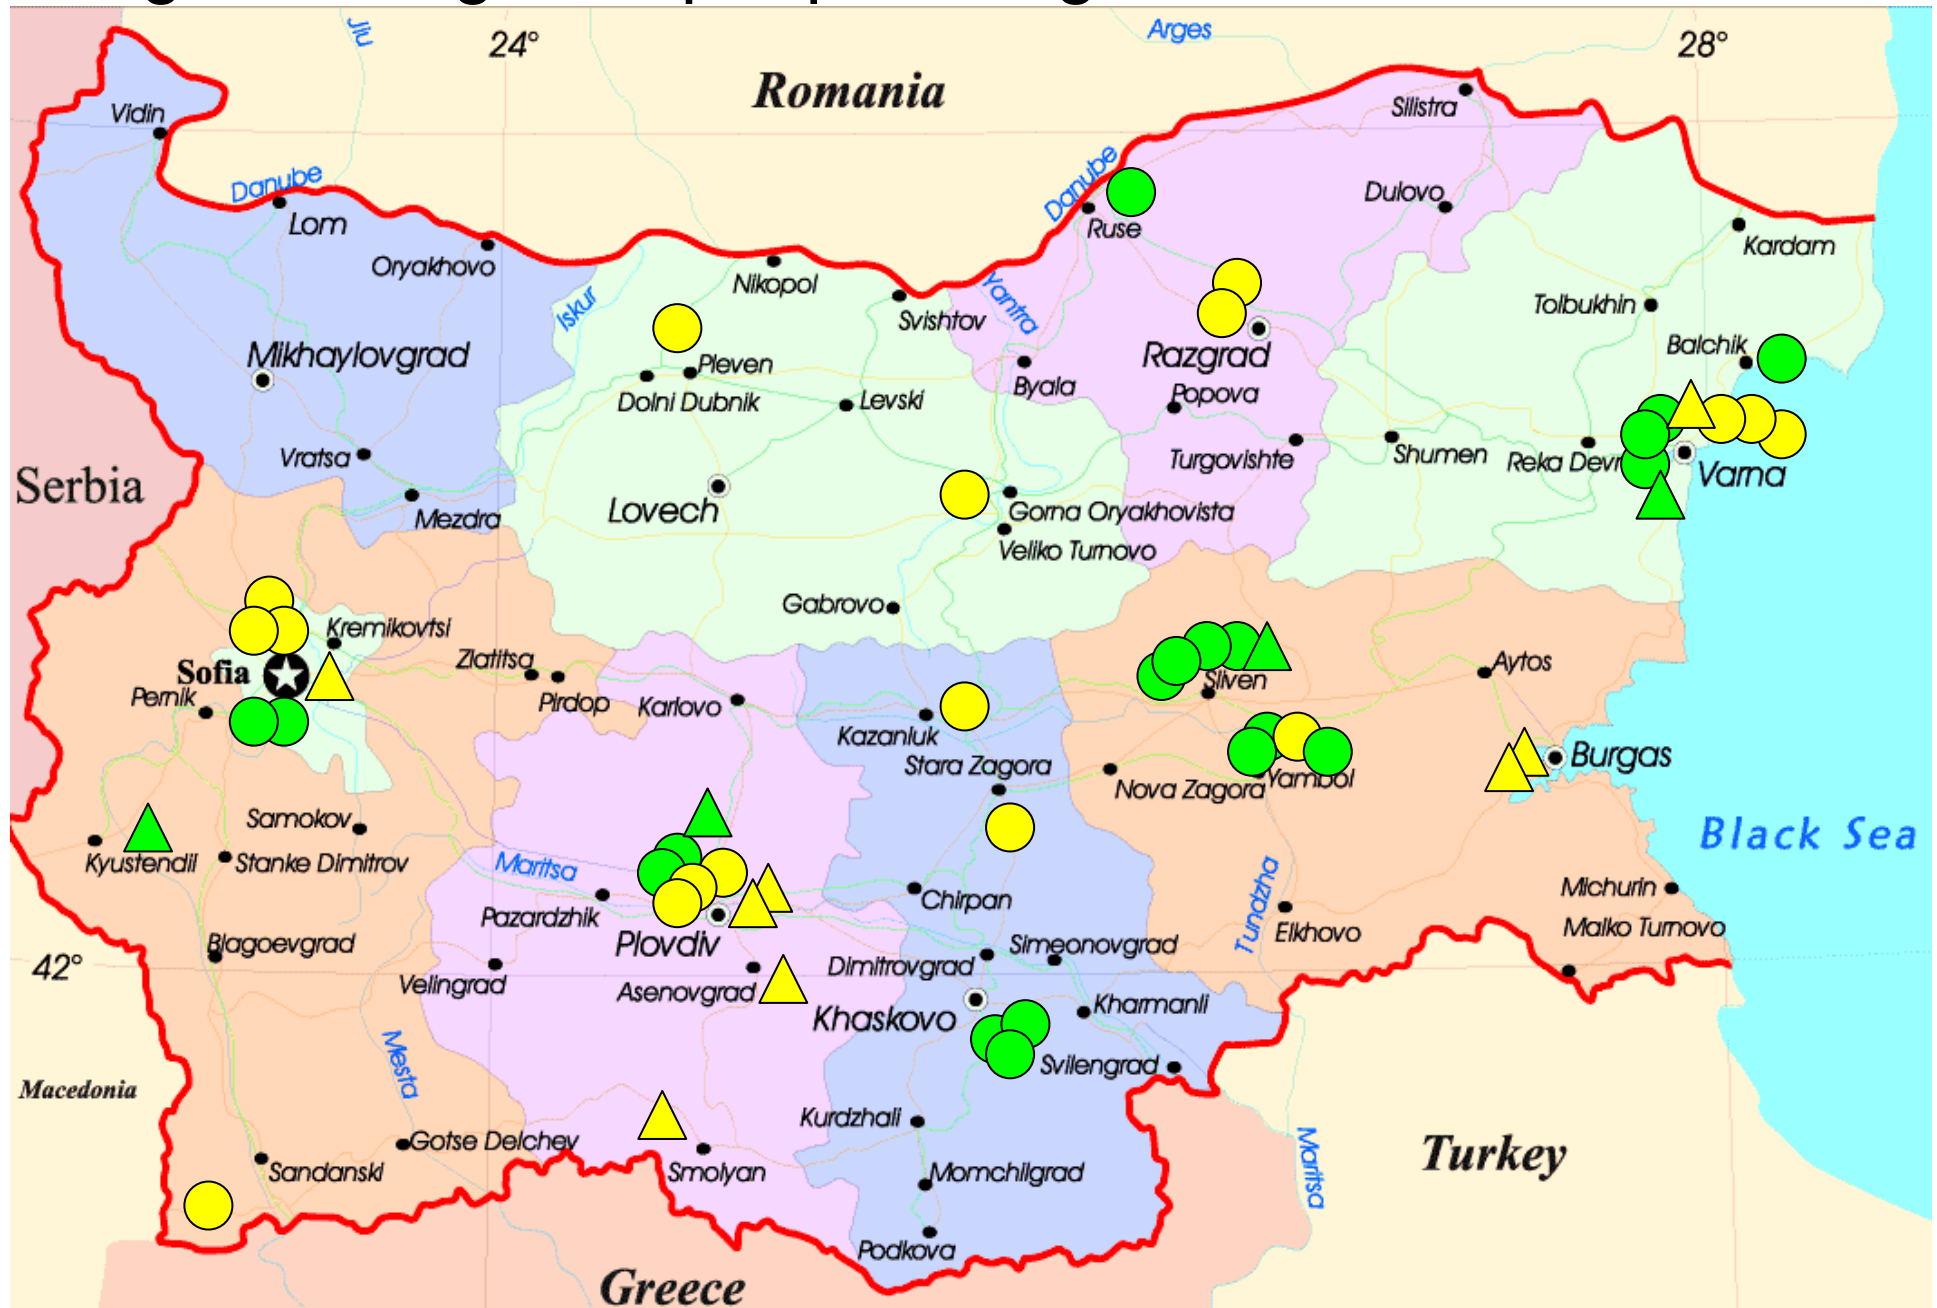 Jiu
24°
Arges
28°
Romania
Vidin
Silistra
Danube
Danube
Dulovo
Lom
Ruse
Oryakhovo
Kardam
Nikopol
Iskur
Yantra
Svishtov
Tolbukhin
Mikhaylovgrad
Razgrad
Balchik
Pleven
Byala
Dolni Dubnik
Levski
Popova
Vratsa
Turgovishte
Shumen
Reka Devn
Varna
Serbia
Lovech
Mezdra
Gorna Oryakhovista
Veliko Turnovo
Gabrovo
Kremikovtsi
Zlatitsa
Aytos
Sofia
Sliven
Pernik
Pirdop
Karlovo
Kazanluk
Burgas
Stara Zagora
Yambol
Nova Zagora
Samokov
Black Sea
Kyustendil
Stanke Dimitrov
Maritsa
Chirpan
Michurin
Pazardzhik
Tundzha
Malko Turnovo
Elkhovo
Plovdiv
Blagoevgrad
Simeonovgrad
42°
Dimitrovgrad
Velingrad
Asenovgrad
Khaskovo
Kharmanli
Mesta
Svilengrad
Macedonia
Kurdzhali
Gotse Delchev
Turkey
Maritsa
Sandanski
Smolyan
Momchilgrad
Podkova
Greece